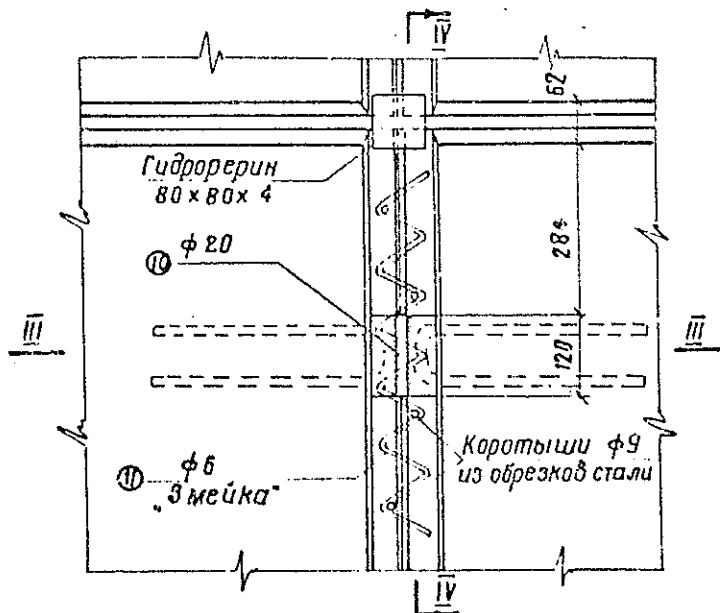 IV
62
Гидрорерин
80×80×4
284
10 ф20
III
III
120
11 ф6
„Змейка“
Коротыши ф9
из обрезков стали
IV